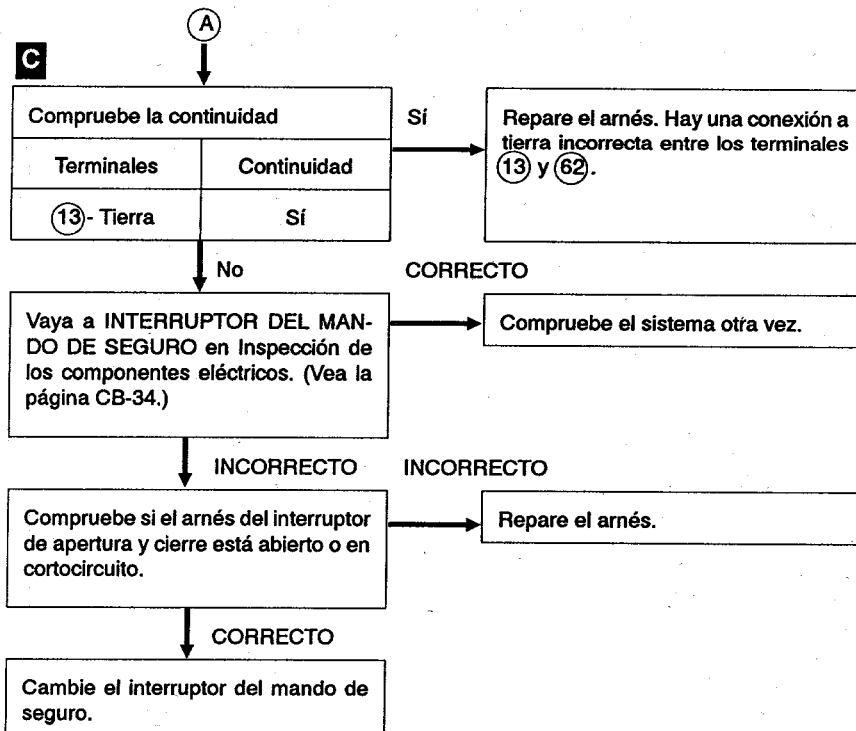 A
C
Compruebe la continuidad
Terminales Continuidad
13 - Tierra Sí
Sí
Repare el arnés. Hay una conexión a
tierra incorrecta entre los terminales
13 y 62.
No
CORRECTO
Vaya a INTERRUPTOR DEL MAN-
DO DE SEGURO en Inspección de
los componentes eléctricos. (Vea la
página CB-34.)
Compruebe el sistema otra vez.
INCORRECTO
INCORRECTO
Compruebe si el arnés del interruptor
de apertura y cierre está abierto o en
cortocircuito.
Repare el arnés.
CORRECTO
Cambie el interruptor del mando de
seguro.